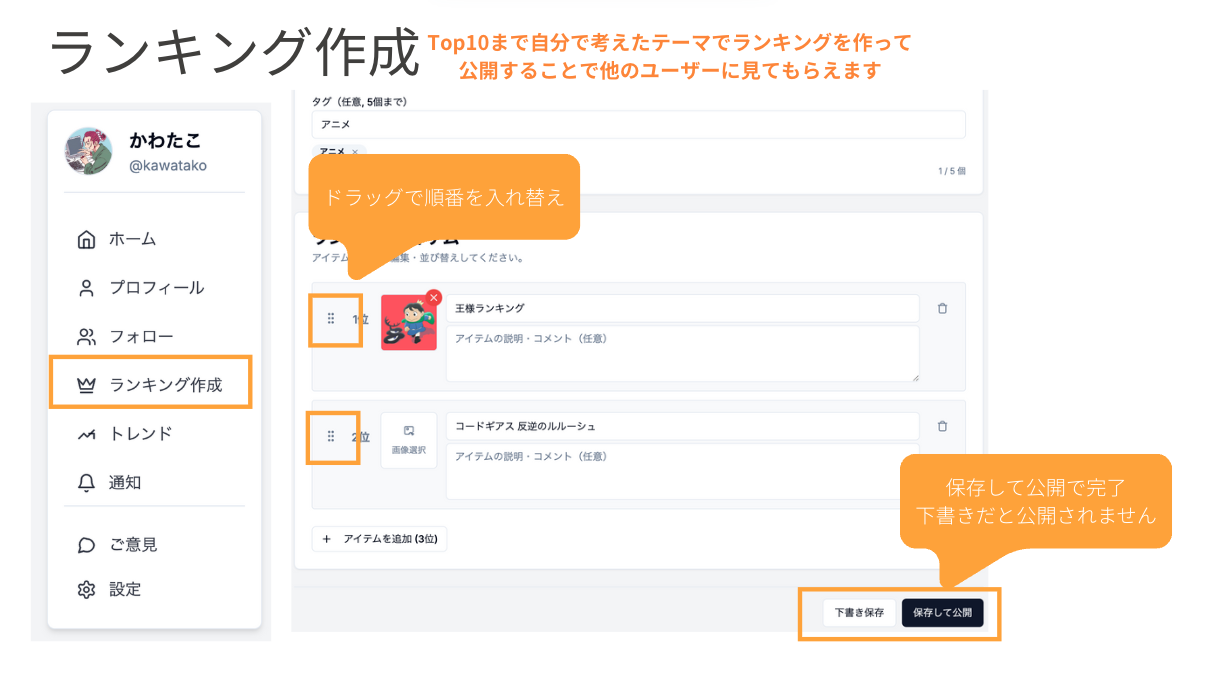 ランキング作成
Top10まで自分で考えたテーマでランキングを作って
公開することで他のユーザーに見てもらえます
かわたこ
@kawatako
ホーム
プロフィール
フォロー
ランキング作成
トレンド
通知
ご意見
設定
タグ（任意, 5個まで）
アニメ
アニメ ×
1 / 5 個
ドラッグで順番を入れ替え
アイテム
編集・並び替えしてください。
1位
王様ランキング
アイテムの説明・コメント（任意）
2位
画像選択
コードギアス 反逆のルルーシュ
アイテムの説明・コメント（任意）
+ アイテムを追加 (3位)
保存して公開で完了
下書きだと公開されません
下書き保存
保存して公開